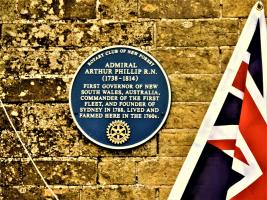 ROTARY CLUB OF NEW FOREST
ADMIRAL
ARTHUR PHILLIP R.N.
(1738 - 1814)
FIRST GOVERNOR OF NEW
SOUTH WALES, AUSTRALIA,
COMMANDER OF THE FIRST
FLEET, AND FOUNDER OF
SYDNEY IN 1788, LIVED AND
FARMED HERE IN THE 1760s.